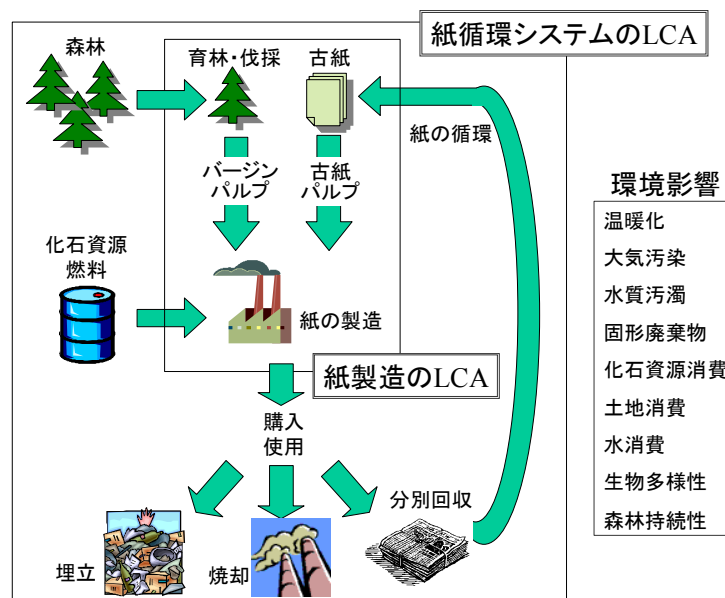 紙循環システムのLCA
森林
育林・伐採
古紙
紙の循環
バージン
パルプ
古紙
パルプ
化石資源
燃料
紙の製造
紙製造のLCA
購入
使用
分別回収
埋立
焼却
環境影響
温暖化
大気汚染
水質汚濁
固形廃棄物
化石資源消費
土地消費
水消費
生物多様性
森林持続性